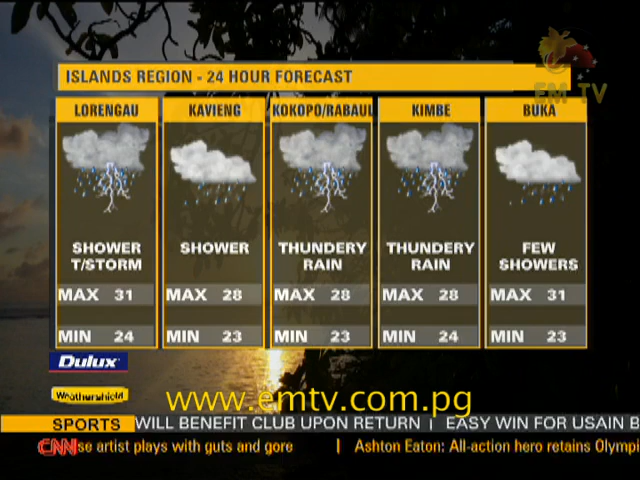 ISLANDS REGION - 24 HOUR FORECAST
EM TV
LORENGAU
SHOWER
T/STORM
MAX 31
MIN 24
KAVIENG
SHOWER
MAX 28
MIN 23
KOKOPO/RABAUL
THUNDERY
RAIN
MAX 28
MIN 23
KIMBE
THUNDERY
RAIN
MAX 28
MIN 24
BUKA
FEW
SHOWERS
MAX 31
MIN 23
Dulux
Weathershield
www.emtv.com.pg
SPORTS WILL BENEFIT CLUB UPON RETURN | EASY WIN FOR USAIN B
CNN se artist plays with guts and gore | Ashton Eaton: All-action hero retains Olympi